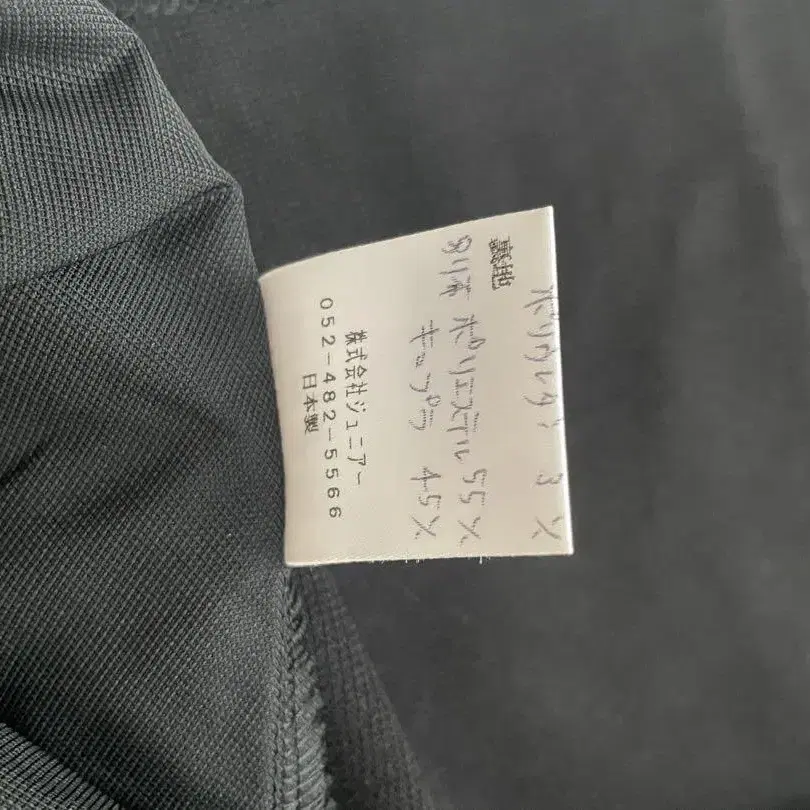 ポリウレタン 3%
裏地
別布 ポリエステル 55%
キュプラ 45%
株式会社ジュニアー
052-482-5566
日本製